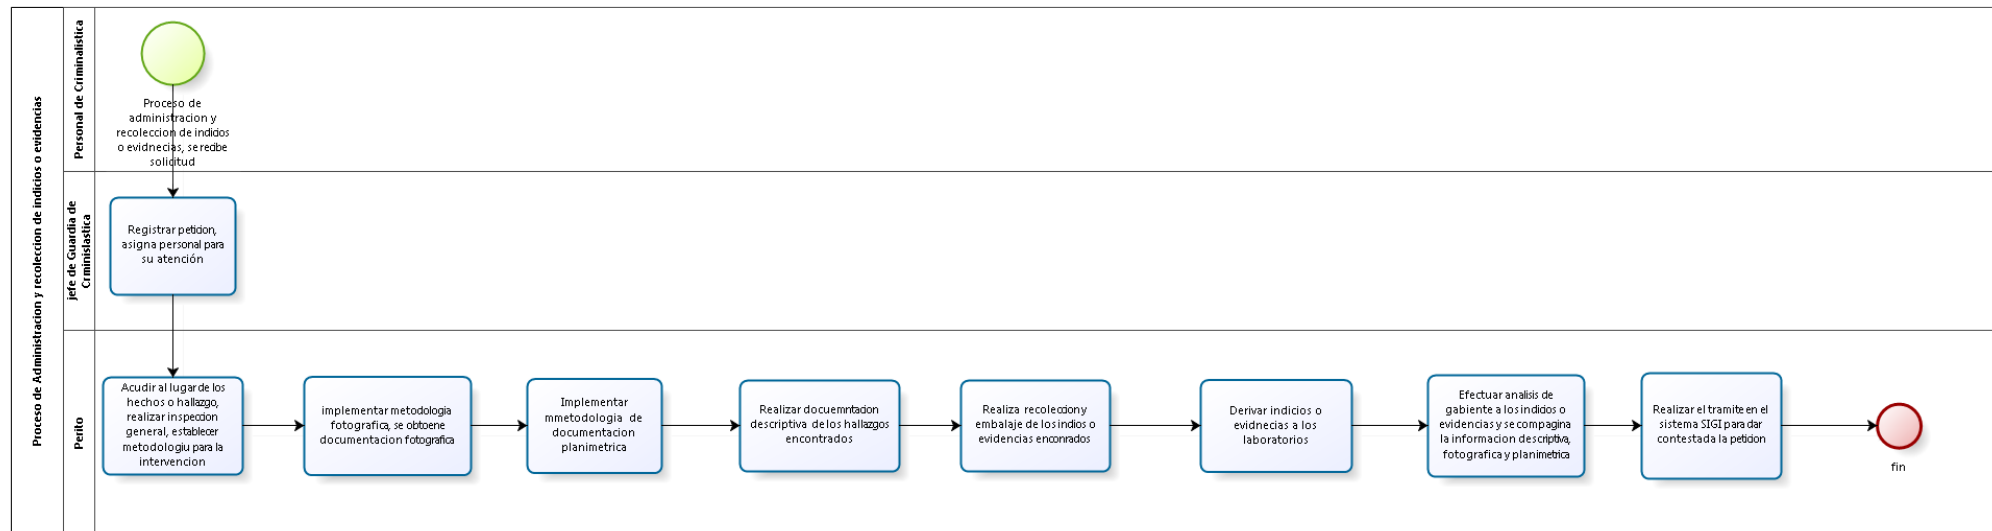 Proceso de Administracion y recoleccion de indicios o evidencias
Personal de Criminalistica
Proceso de
administracion y
recoleccion de indicios
o evidnecias, se recibe
solicitud
jefe de Guardia de
Crminislastica
Registrar peticion,
asigna personal para
su atención
Perito
Acudir al lugar de los
hechos o hallazgo,
realizar inspeccion
general, establecer
metodologiu para la
intervencion
implementar metodologia
fotografica, se obtoene
documentacion fotografica
Implementar
mmetodologia de
documentacion
planimetrica
Realizar docuemntacion
descriptiva de los hallazgos
encontrados
Realiza recoleccion y
embalaje de los indios o
evidencias enconrados
Derivar indicios o
evidnecias a los
laboratorios
Efectuar analisis de
gabiente a los indicios o
evidencias y se compagina
la informacion descriptiva,
fotografica y planimetrica
Realizar el tramite en el
sistema SIGI para dar
contestada la peticion
fin